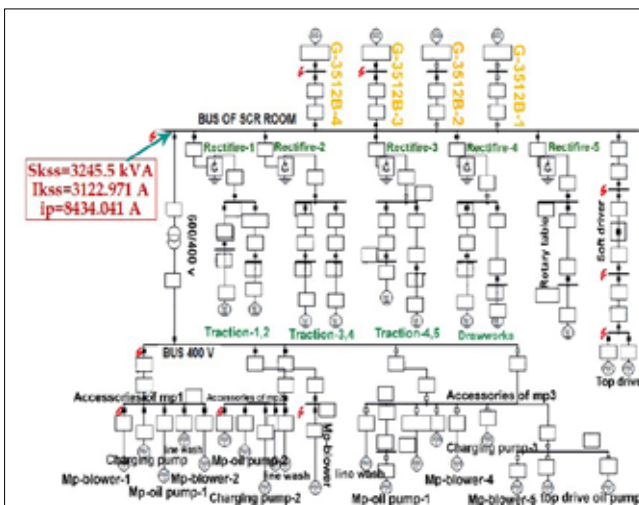 G-3512B-4
G-3512B-3
G-3512B-2
G-3512B-1
BUS OF SCR ROOM
Skss=3245.5 kVA
Ikss=3122.971 A
ip=8434.041 A
Rectifire-1
Rectifire-2
Rectifire-3
Rectifire-4
Rectifire-5
600/400 v
Rotary table
Soft driver
Traction-1,2
Traction-3,4
Traction-4,5
Drawworks
BUS 400 V
Top drive
Accessories of mp1
Accessories of mp2
Mp-blower
Accessories of mp3
Charging pump
line wash
Mp-oil pump-2
line wash
line wash
Charging pump-3
Mp-blower-1
Mp-blower-2
Mp-blower-4
Mp-oil pump-1
Charging pump-2
Mp-oil pump-1
Mp-blower-5
top drive oil pump